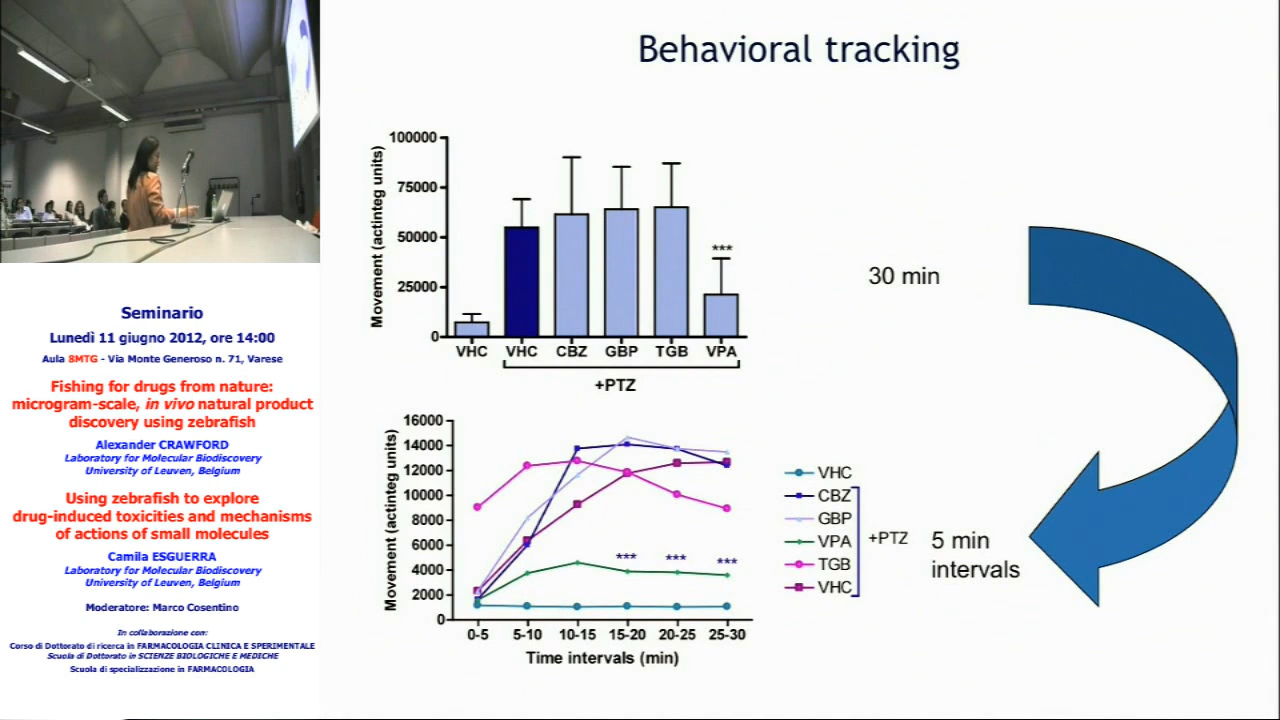 Behavioral tracking
Seminario
Lunedì 11 giugno 2012, ore 14:00
Aula 8MTG - Via Monte Generoso n. 71, Varese
Fishing for drugs from nature:
microgram-scale, in vivo natural product
discovery using zebrafish
Alexander CRAWFORD
Laboratory for Molecular Biodiscovery
University of Leuven, Belgium
Using zebrafish to explore
drug-induced toxicities and mechanisms
of actions of small molecules
Camila ESGUERRA
Laboratory for Molecular Biodiscovery
University of Leuven, Belgium
Moderatore: Marco Cosentino
In collaborazione con:
Corso di Dottorato di ricerca in FARMACOLOGIA CLINICA E SPERIMENTALE
Scuola di Dottorato in SCIENZE BIOLOGICHE E MEDICHE
Scuola di specializzazione in FARMACOLOGIA
Movement (actinteg units)
100000
75000
50000
25000
0
***
VHC VHC CBZ GBP TGB VPA
+PTZ
30 min
Movement (actinteg units)
16000
14000
12000
10000
8000
6000
4000
2000
0
*** *** ***
0-5 5-10 10-15 15-20 20-25 25-30
Time intervals (min)
VHC
CBZ
GBP
VPA
TGB
VHC
+PTZ
5 min
intervals